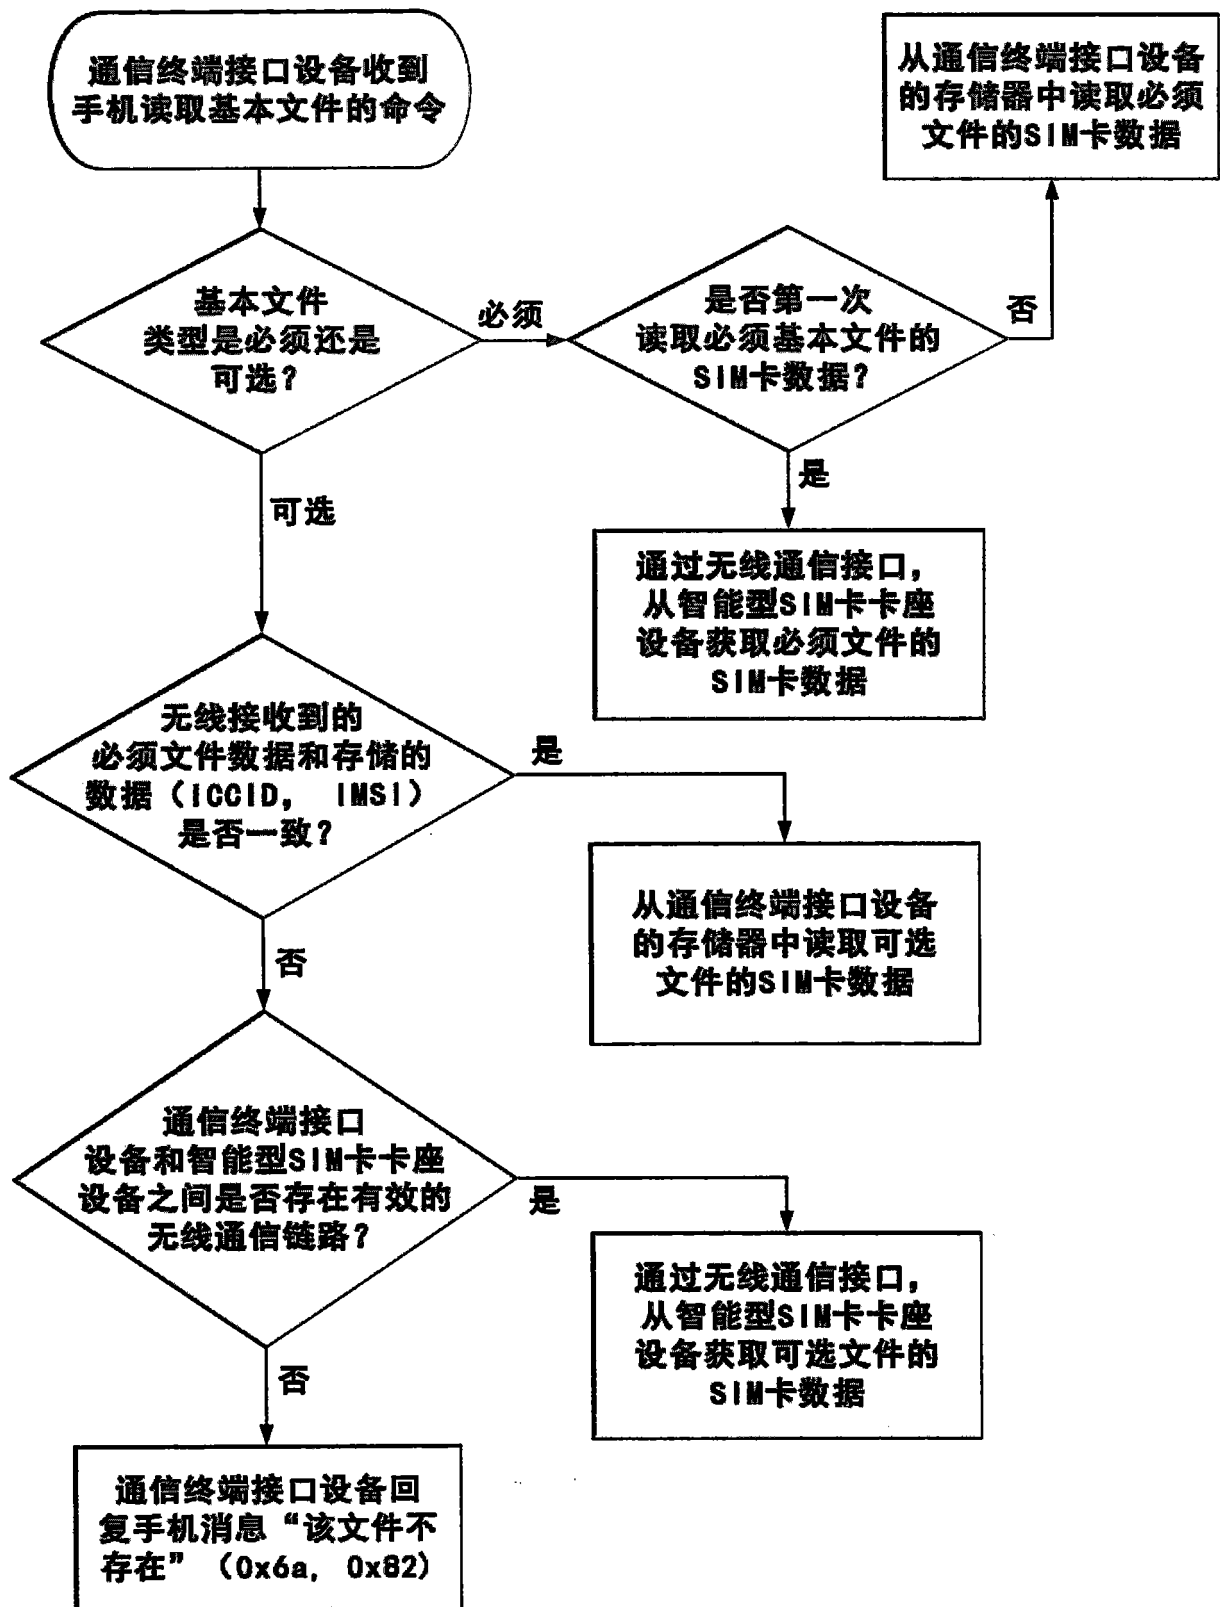 通信终端接口设备收到
手机读取基本文件的命令
从通信终端接口设备
的存储器中读取必须
文件的SIM卡数据
基本文件
类型是必须还是
可选？
必须
是否第一次
读取必须基本文件的
SIM卡数据？
否
是
可选
通过无线通信接口，
从智能型SIM卡卡座
设备获取必须文件的
SIM卡数据
无线接收到的
必须文件数据和存储的
数据（ICCID， IMSI）
是否一致？
是
从通信终端接口设备
的存储器中读取可选
文件的SIM卡数据
否
通信终端接口
设备和智能型SIM卡卡座
设备之间是否存在有效的
无线通信链路？
是
通过无线通信接口，
从智能型SIM卡卡座
设备获取可选文件的
SIM卡数据
否
通信终端接口设备回
复手机消息“该文件不
存在”（0x6a, 0x82）